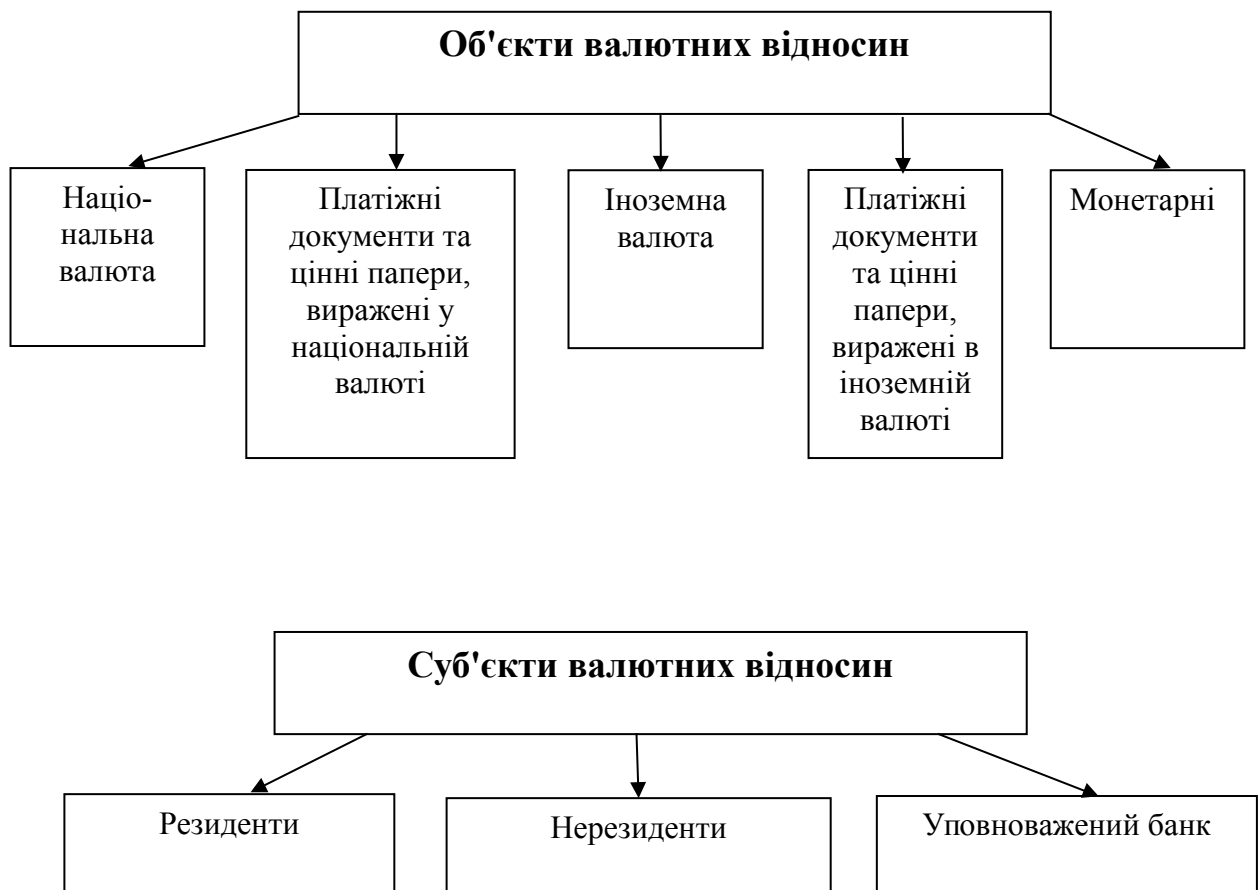 Об'єкти валютних відносин
Націо-
нальна
валюта
Платіжні
документи та
цінні папери,
виражені у
національній
валюті
Іноземна
валюта
Платіжні
документи
та цінні
папери,
виражені в
іноземній
валюті
Монетарні
Суб'єкти валютних відносин
Резиденти
Нерезиденти
Уповноважений банк